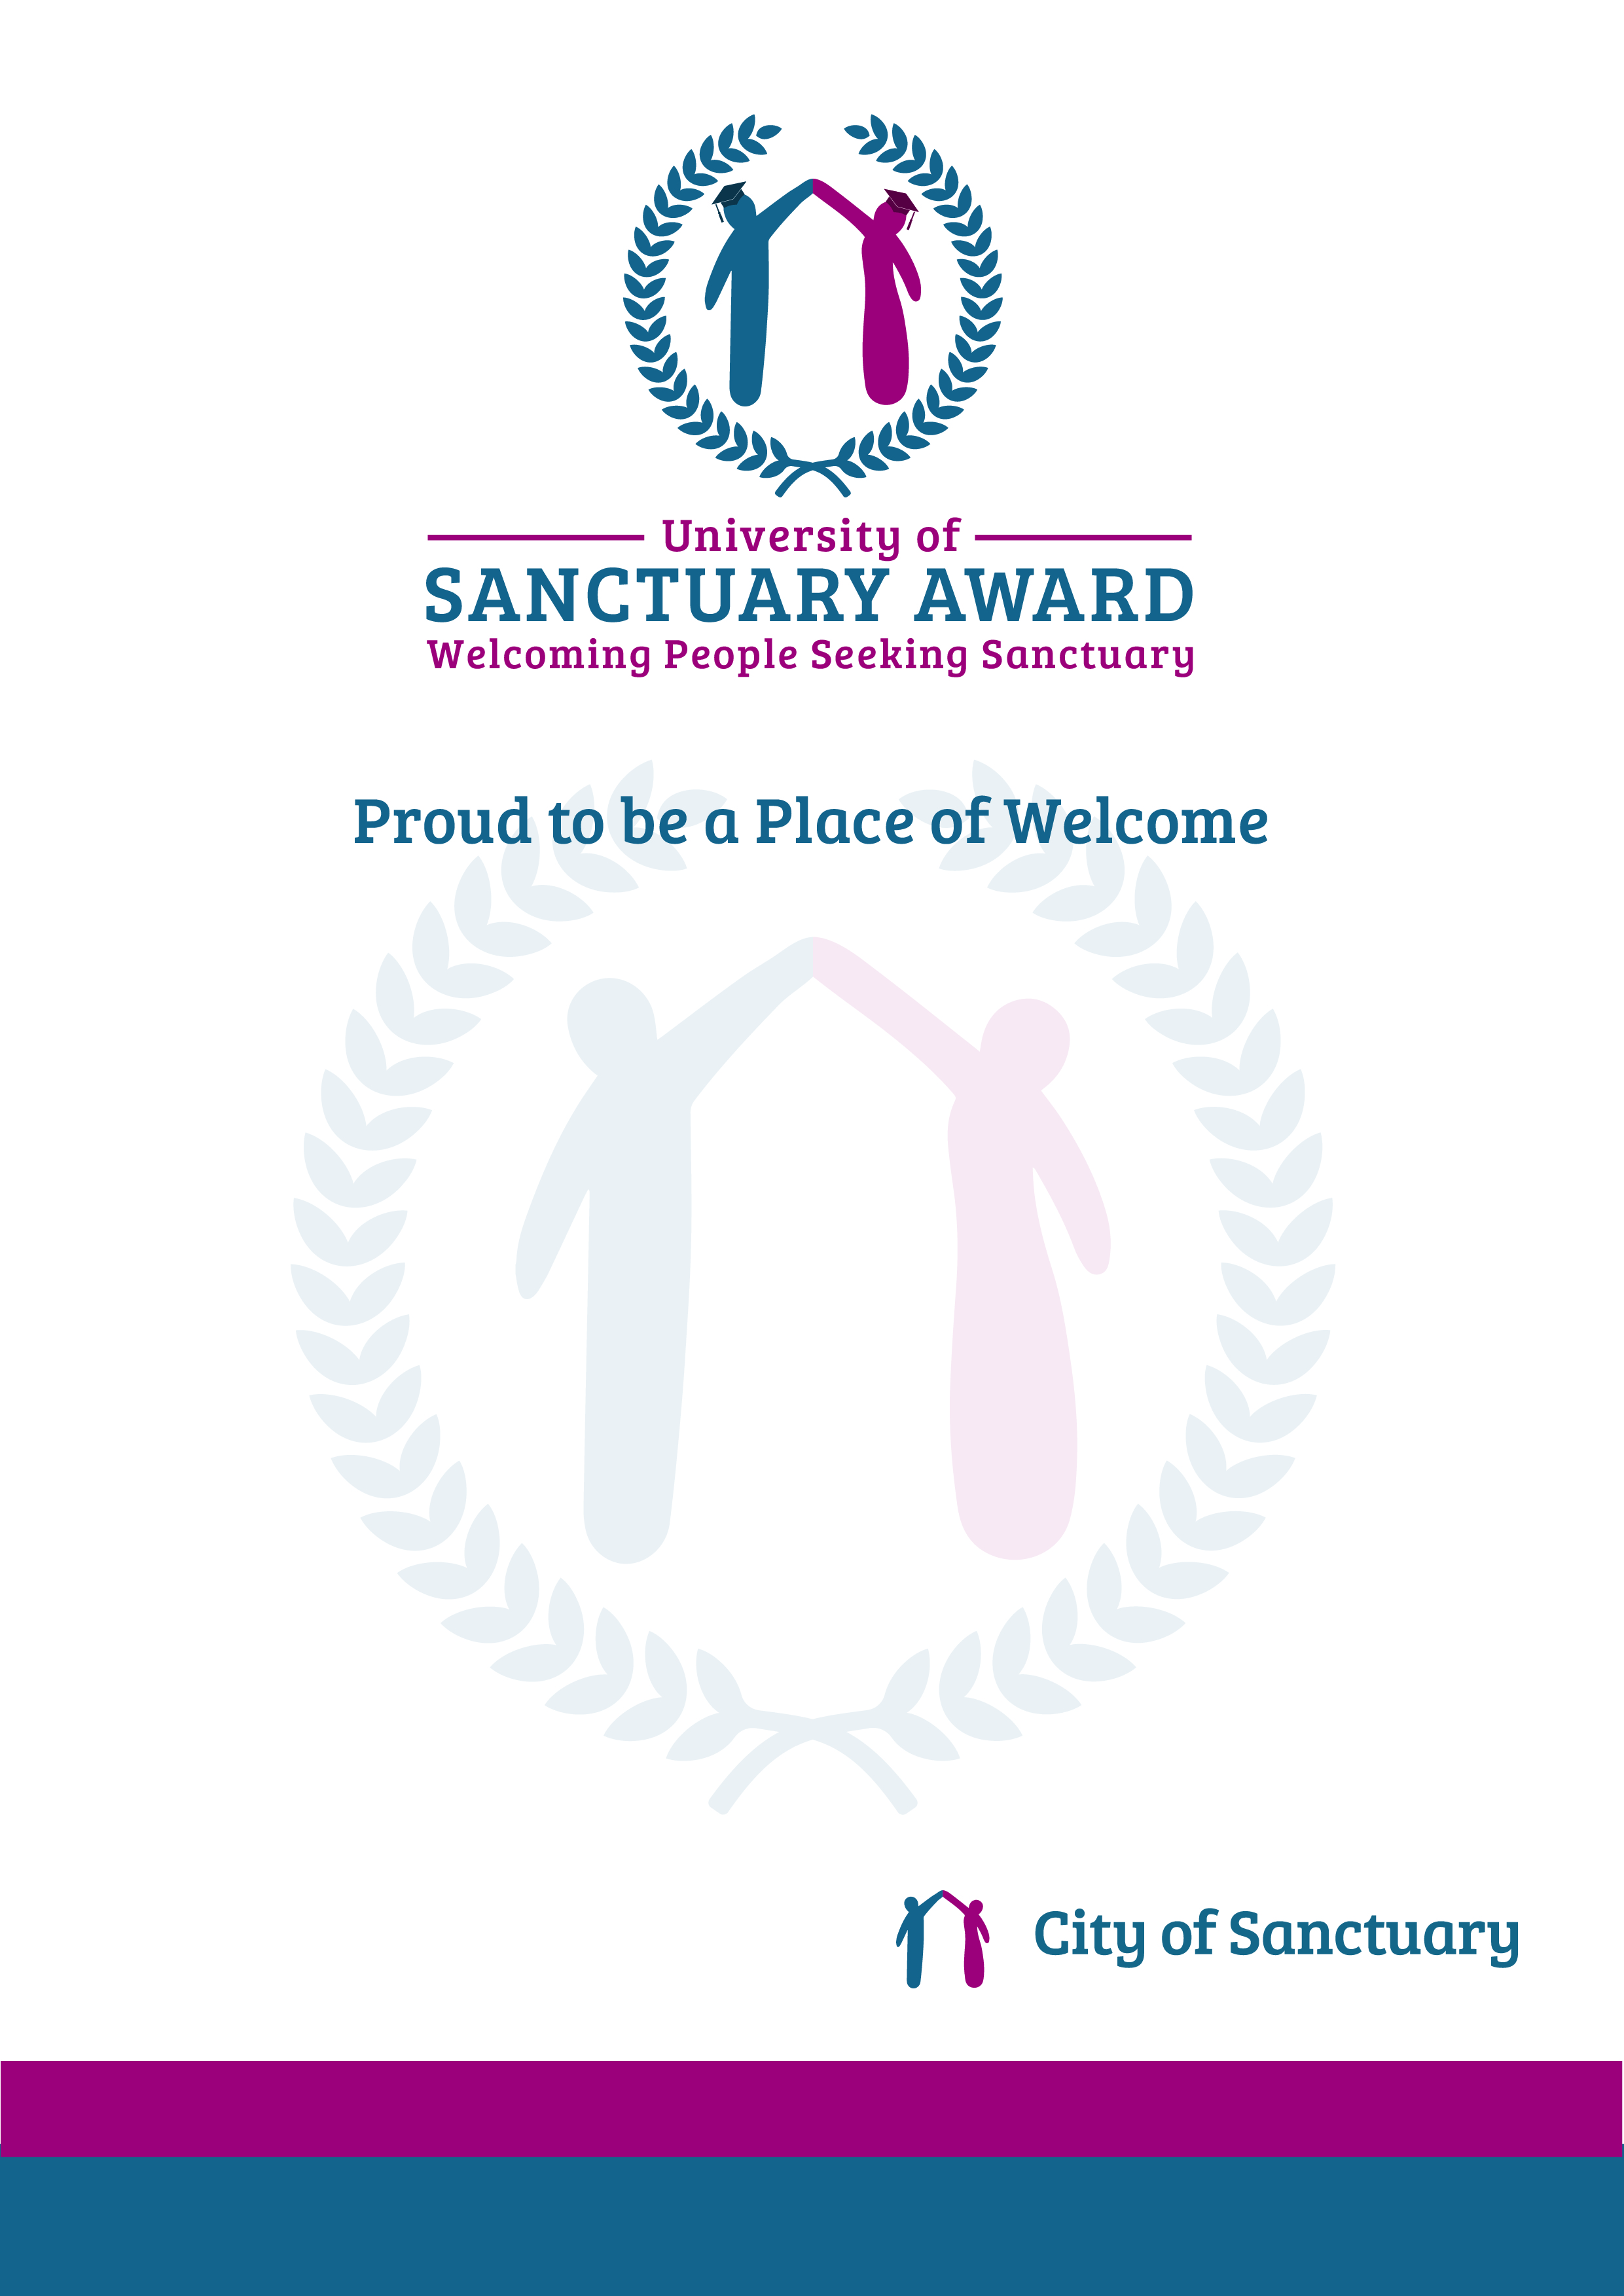 University of
SANCTUARY AWARD
Welcoming People Seeking Sanctuary
Proud to be a Place of Welcome
City of Sanctuary